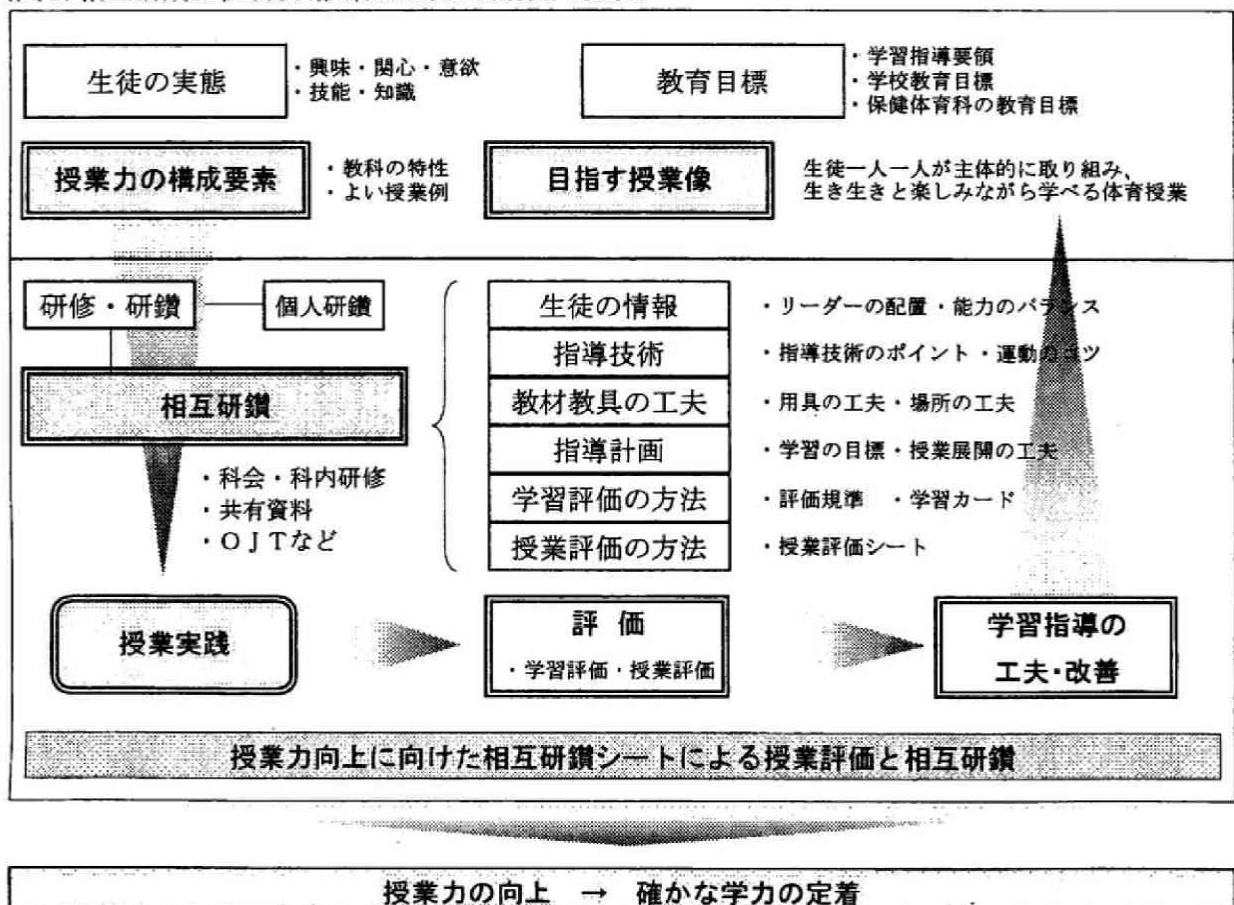 生徒の実態
・興味・関心・意欲
・技能・知識
教育目標
・学習指導要領
・学校教育目標
・保健体育科の教育目標
授業力の構成要素
・教科の特性
・よい授業例
目指す授業像
生徒一人一人が主体的に取り組み、
生き生きと楽しみながら学べる体育授業
研修・研鑽
個人研鑽
相互研鑽
・科会・科内研修
・共有資料
・ＯＪＴなど
生徒の情報
・リーダーの配置・能力のバランス
指導技術
・指導技術のポイント・運動のコツ
教材教具の工夫
・用具の工夫・場所の工夫
指導計画
・学習の目標・授業展開の工夫
学習評価の方法
・評価規準　・学習カード
授業評価の方法
・授業評価シート
授業実践
評 価
・学習評価・授業評価
学習指導の
工夫・改善
授業力向上に向けた相互研鑽シートによる授業評価と相互研鑽
授業力の向上　→　確かな学力の定着